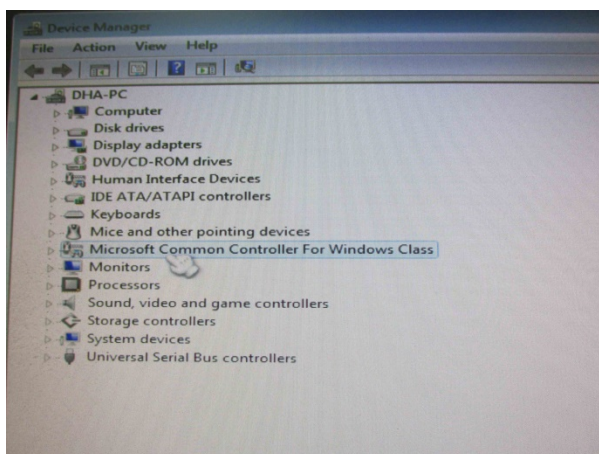 Device Manager
File Action View Help
DHA-PC
Computer
Disk drives
Display adapters
DVD/CD-ROM drives
Human Interface Devices
IDE ATA/ATAPI controllers
Keyboards
Mice and other pointing devices
Microsoft Common Controller For Windows Class
Monitors
Processors
Sound, video and game controllers
Storage controllers
System devices
Universal Serial Bus controllers